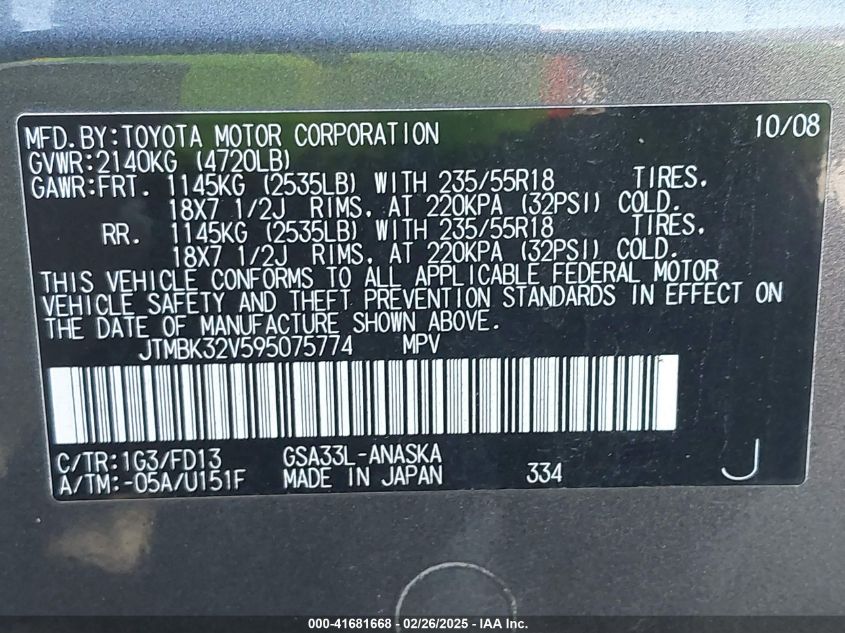 MFD.BY:TOYOTA MOTOR CORPORATION 10/08
GVWR:2140KG (4720LB)
GAWR:FRT. 1145KG (2535LB) WITH 235/55R18 TIRES.
18X7 1/2J RIMS, AT 220KPA (32PSI) COLD.
RR. 1145KG (2535LB) WITH 235/55R18 TIRES.
18X7 1/2J RIMS, AT 220KPA (32PSI) COLD.
THIS VEHICLE CONFORMS TO ALL APPLICABLE FEDERAL MOTOR
VEHICLE SAFETY AND THEFT PREVENTION STANDARDS IN EFFECT ON
THE DATE OF MANUFACTURE SHOWN ABOVE.
JTMBK32V595075774 MPV
C/TR:1G3/FD13 GSA33L-ANASKA
A/TM:-05A/U151F MADE IN JAPAN 334 J
000-41681668 - 02/26/2025 - IAA Inc.